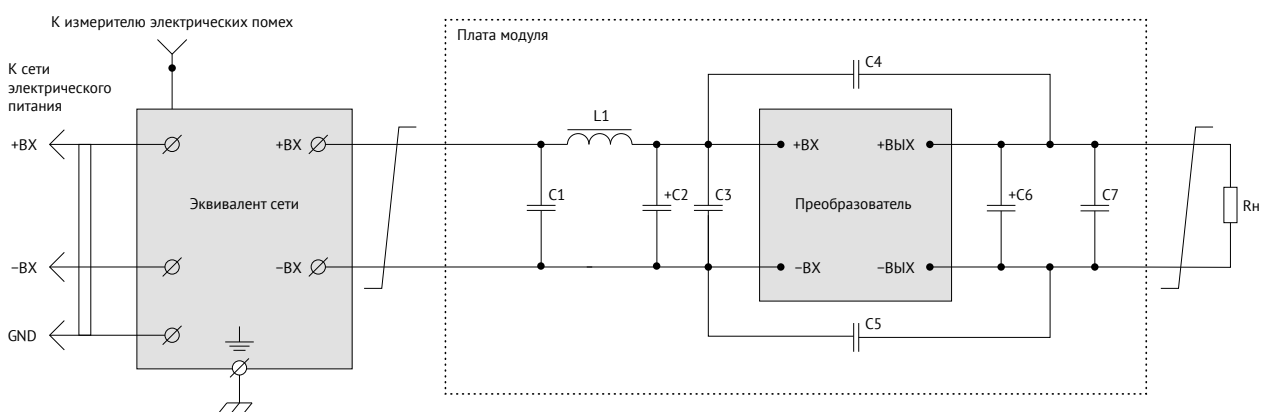 К измерителю электрических помех
Плата модуля
К сети
электрического
питания
C4
L1
+ВХ
+ВХ
+ВХ
+ВЫХ
Эквивалент сети
C1
+C2
C3
Преобразователь
+C6
C7
Rн
−ВХ
−ВХ
−ВХ
−ВЫХ
GND
C5